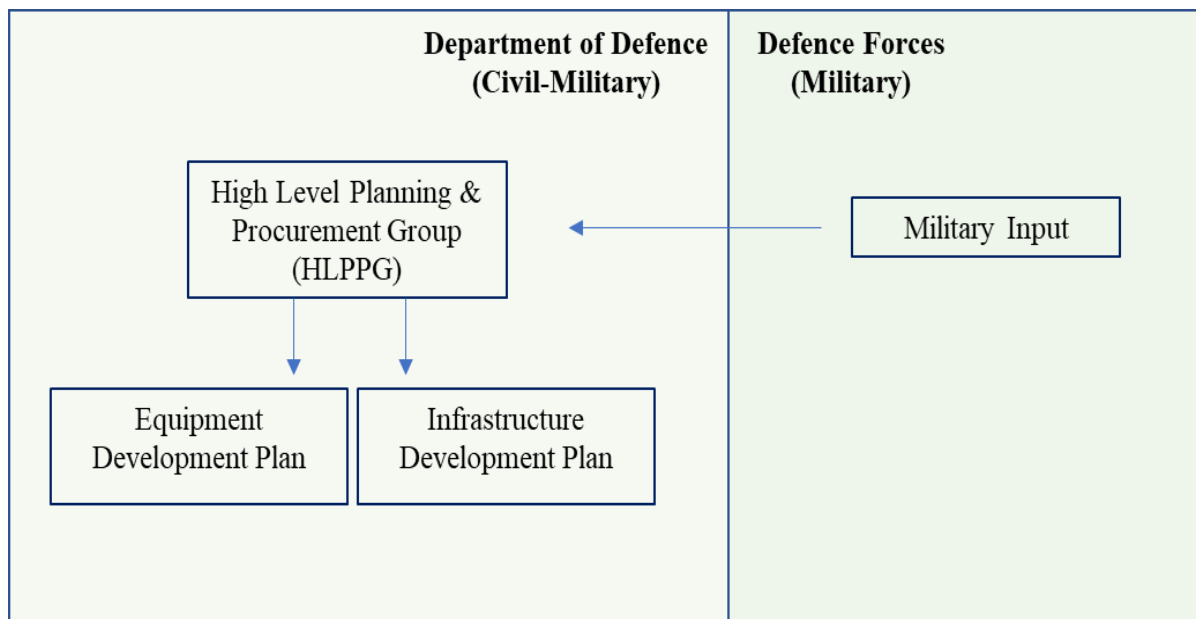 Department of Defence
(Civil-Military)
Defence Forces
(Military)
High Level Planning &
Procurement Group
(HLPPG)
Military Input
Equipment
Development Plan
Infrastructure
Development Plan